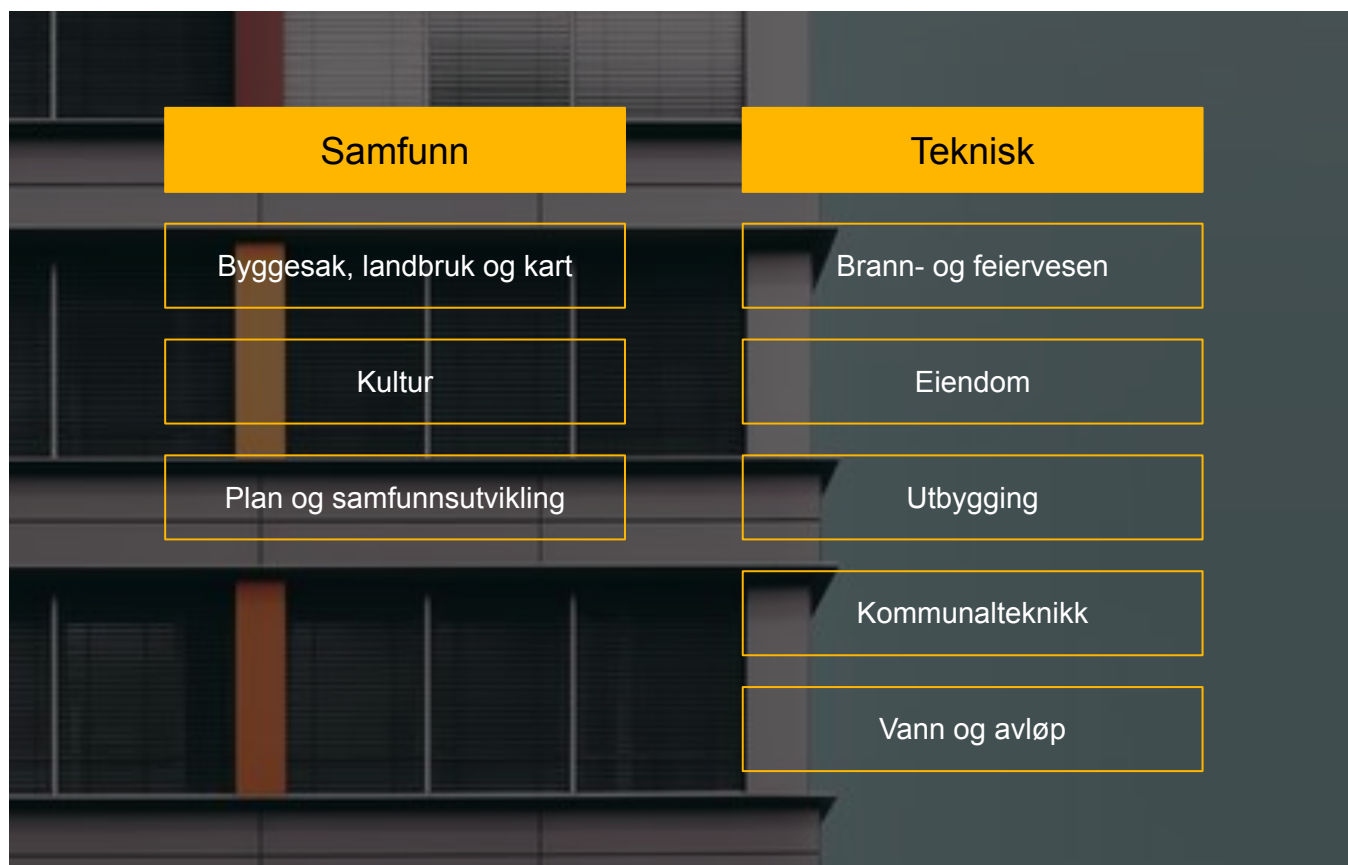 Samfunn
Byggesak, landbruk og kart
Kultur
Plan og samfunnsutvikling
Teknisk
Brann- og feiervesen
Eiendom
Utbygging
Kommunalteknikk
Vann og avløp